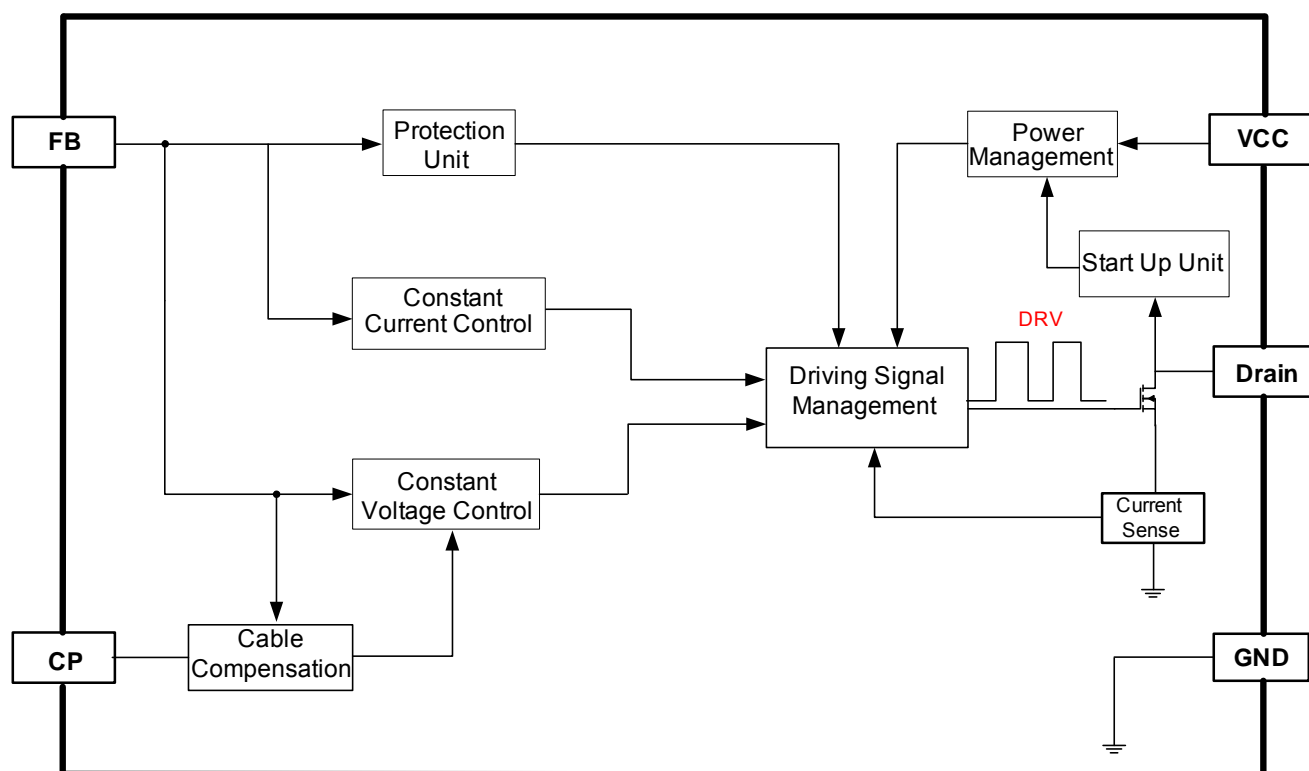 FB
Protection
Unit
Power
Management
VCC
Start Up Unit
Constant
Current Control
DRV
Driving Signal
Management
Drain
Constant
Voltage Control
Current
Sense
CP
Cable
Compensation
GND